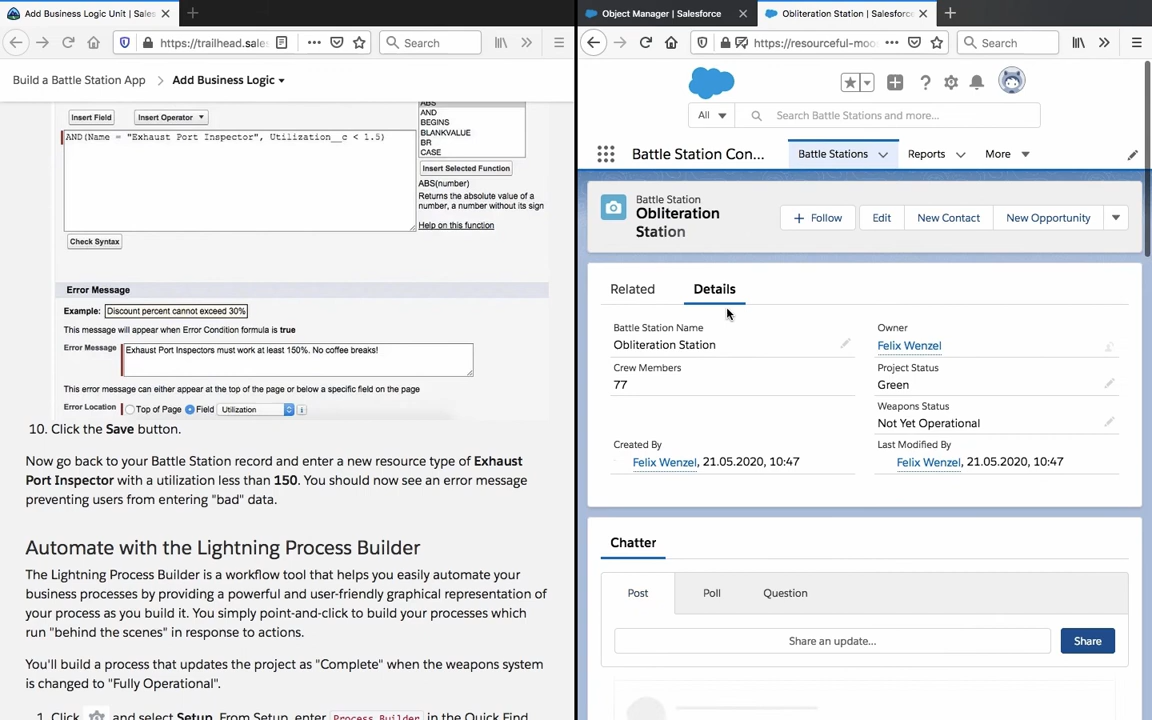 Add Business Logic Unit | Sales
https://trailhead.sale
Search
Build a Battle Station App > Add Business Logic
Insert Field
Insert Operator
ABS
AND
BEGINS
BLANKVALUE
BR
CASE
AND(Name = "Exhaust Port Inspector", Utilization__c < 1.5)
Insert Selected Function
ABS(number)
Returns the absolute value of a
number, a number without its sign
Help on this function
Check Syntax
Error Message
Example: Discount percent cannot exceed 30%
This message will appear when Error Condition formula is true
Error Message
Exhaust Port Inspectors must work at least 150%. No coffee breaks!
This error message can either appear at the top of the page or below a specific field on the page
Error Location Top of Page Field Utilization
10. Click the Save button.
Now go back to your Battle Station record and enter a new resource type of Exhaust
Port Inspector with a utilization less than 150. You should now see an error message
preventing users from entering "bad" data.
Automate with the Lightning Process Builder
The Lightning Process Builder is a workflow tool that helps you easily automate your
business processes by providing a powerful and user-friendly graphical representation of
your process as you build it. You simply point-and-click to build your processes which
run "behind the scenes" in response to actions.
You'll build a process that updates the project as "Complete" when the weapons system
is changed to "Fully Operational".
1. Click and select Setup. From Setup, enter Process Builder in the Quick Find
Object Manager | Salesforce
Obliteration Station | Salesforce
https://resourceful-moo
Search
All
Search Battle Stations and more...
Battle Station Con...
Battle Stations
Reports
More
Battle Station
Obliteration
Station
Follow
Edit
New Contact
New Opportunity
Related
Details
Battle Station Name
Obliteration Station
Owner
Felix Wenzel
Crew Members
77
Project Status
Green
Weapons Status
Not Yet Operational
Created By
Felix Wenzel, 21.05.2020, 10:47
Last Modified By
Felix Wenzel, 21.05.2020, 10:47
Chatter
Post
Poll
Question
Share an update...
Share